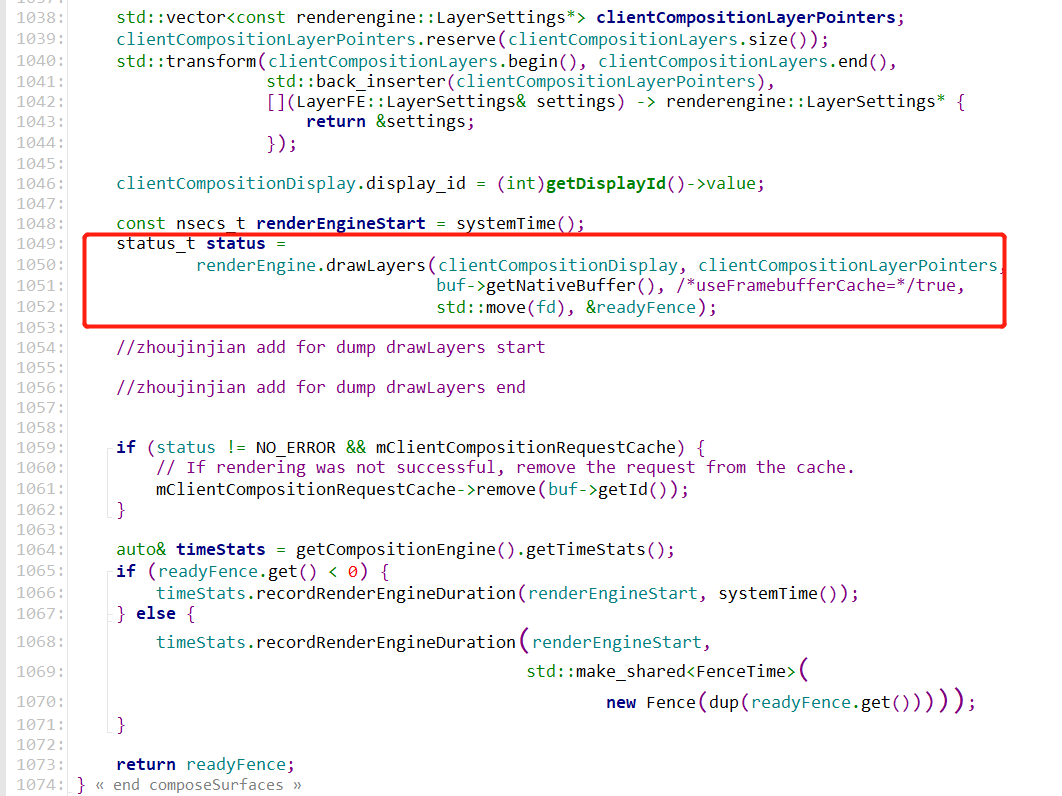 1038: std::vector<const renderengine::LayerSettings*> clientCompositionLayerPointers;
1039: clientCompositionLayerPointers.reserve(clientCompositionLayers.size());
1040: std::transform(clientCompositionLayers.begin(), clientCompositionLayers.end(),
1041: std::back_inserter(clientCompositionLayerPointers),
1042: [](LayerFE::LayerSettings& settings) -> renderengine::LayerSettings* {
1043: return &settings;
1044: });
1045:
1046: clientCompositionDisplay.display_id = (int)getDisplayId()->value;
1047:
1048: const nsecs_t renderEngineStart = systemTime();
1049: status_t status =
1050: renderEngine.drawLayers(clientCompositionDisplay, clientCompositionLayerPointers,
1051: buf->getNativeBuffer(), /*useFramebufferCache=*/true,
1052: std::move(fd), &readyFence);
1053:
1054: //zhoujinjian add for dump drawLayers start
1055:
1056: //zhoujinjian add for dump drawLayers end
1057:
1058:
1059: if (status != NO_ERROR && mClientCompositionRequestCache) {
1060: // If rendering was not successful, remove the request from the cache.
1061: mClientCompositionRequestCache->remove(buf->getId());
1062: }
1063:
1064: auto& timeStats = getCompositionEngine().getTimeStats();
1065: if (readyFence.get() < 0) {
1066: timeStats.recordRenderEngineDuration(renderEngineStart, systemTime());
1067: } else {
1068: timeStats.recordRenderEngineDuration(renderEngineStart,
1069: std::make_shared<FenceTime>(
1070: new Fence(dup(readyFence.get()))));
1071: }
1072:
1073: return readyFence;
1074: } « end composeSurfaces »